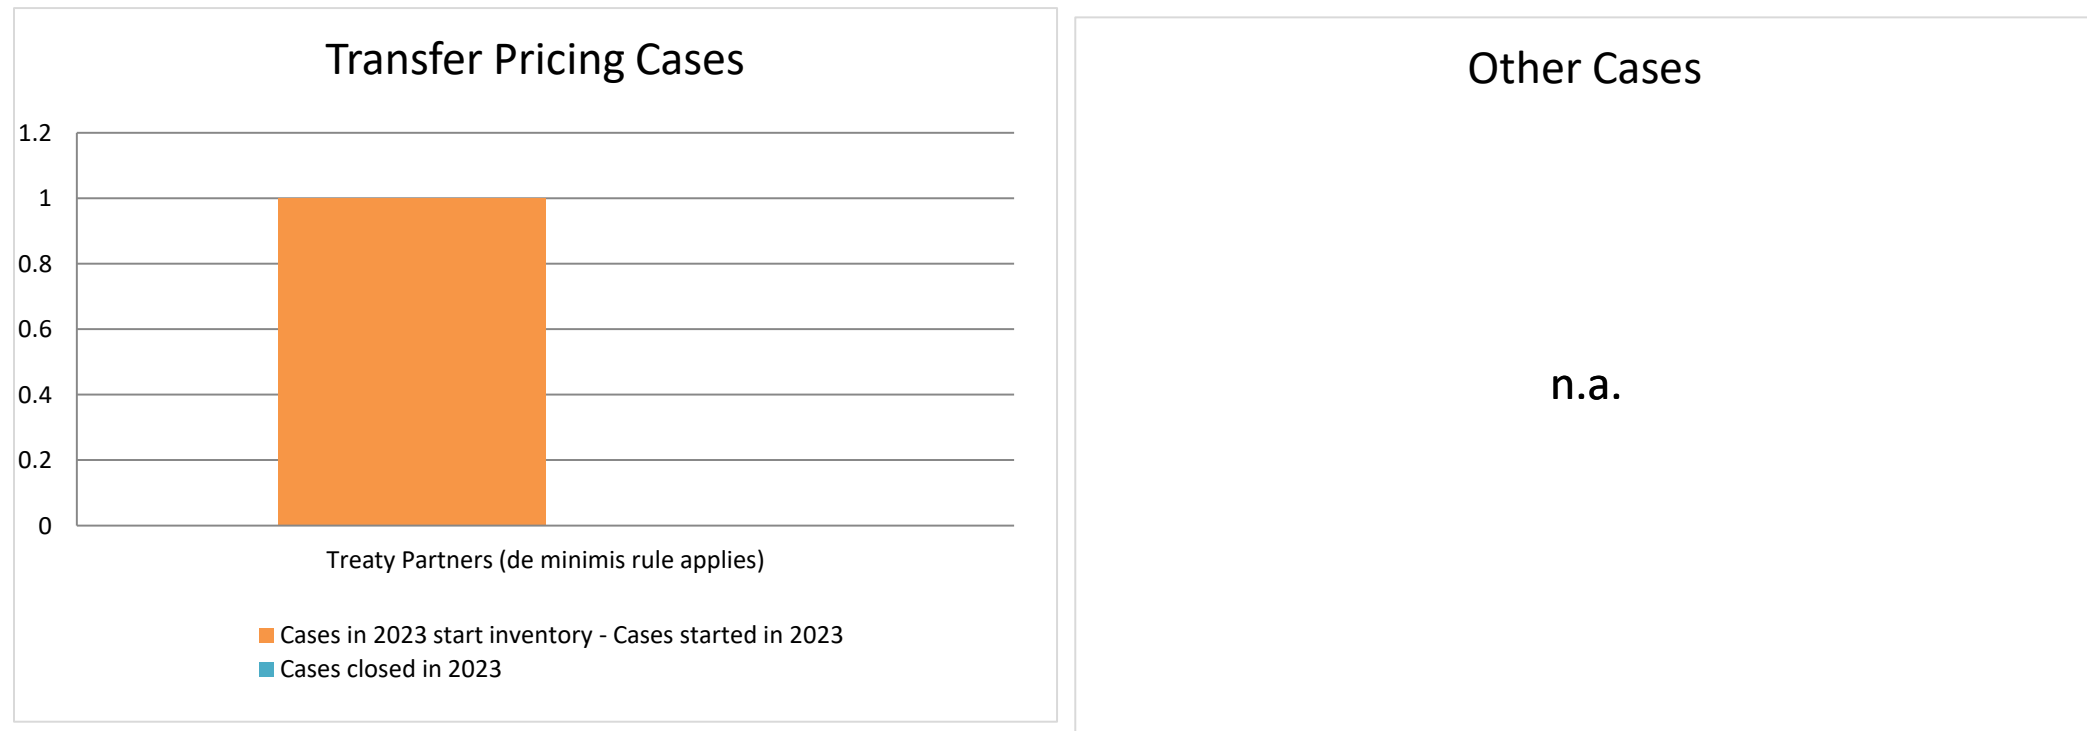 Transfer Pricing Cases
1.2
1
0.8
0.6
0.4
0.2
0
Treaty Partners (de minimis rule applies)
Cases in 2023 start inventory - Cases started in 2023
Cases closed in 2023
Other Cases
n.a.